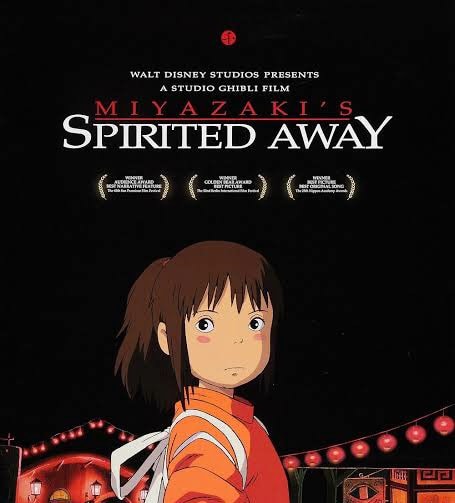 WALT DISNEY STUDIOS PRESENTS
A STUDIO GHIBLI FILM
MIYAZAKI'S
SPIRITED AWAY
WINNER
AUDIENCE AWARD
BEST NARRATIVE FEATURE
WINNER
GOLDEN BEAR AWARD
BEST PICTURE
WINNER
BEST PICTURE
BEST ORIGINAL SONG